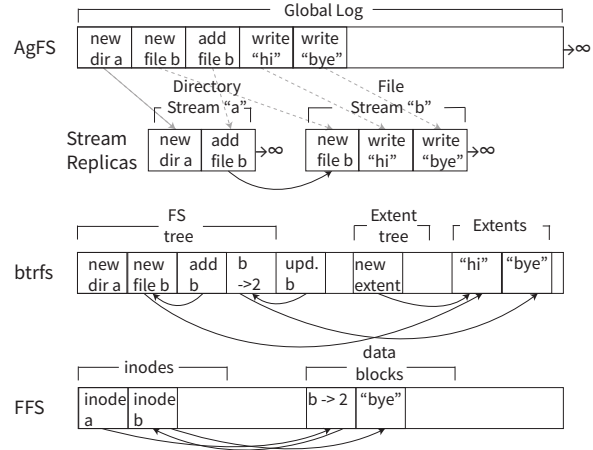 Global Log
AgFS
new dir a
new file b
add file b
write “hi”
write “bye”
→∞
Directory Stream “a”
File Stream “b”
Stream Replicas
new dir a
add file b
→∞
new file b
write “hi”
write “bye”
→∞
FS tree
Extent tree
Extents
btrfs
new dir a
new file b
add b
b ->2
upd. b
new extent
“hi”
“bye”
inodes
data blocks
FFS
inode a
inode b
b -> 2
“bye”